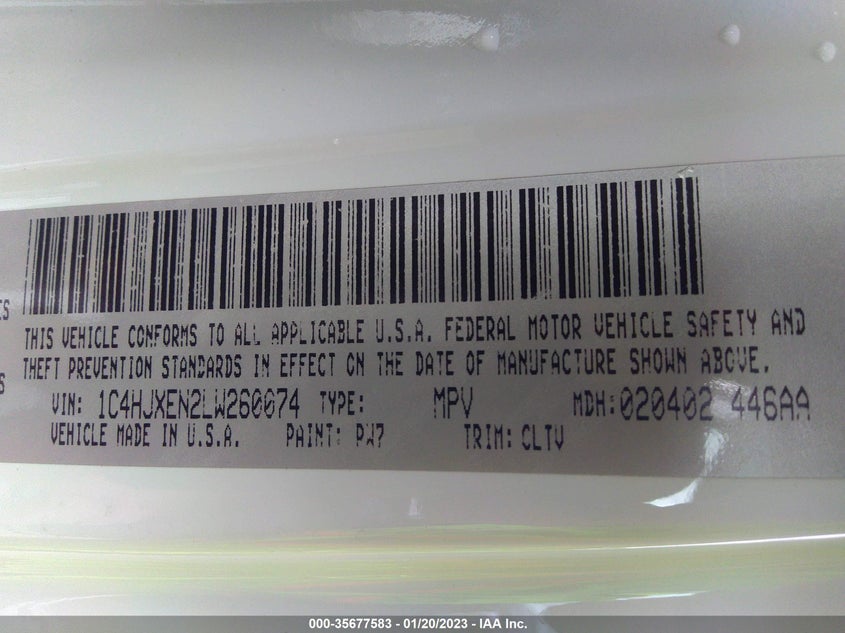 ES
THIS VEHICLE CONFORMS TO ALL APPLICABLE U.S.A. FEDERAL MOTOR VEHICLE SAFETY AND
THEFT PREVENTION STANDARDS IN EFFECT ON THE DATE OF MANUFACTURE SHOWN ABOVE.
S
VIN: 1C4HJXEN2LW260074 TYPE: MPV MDH: 020402 446AA
VEHICLE MADE IN U.S.A. PAINT: PW7 TRIM: CLTV
000-35677583 - 01/20/2023 - IAA Inc.